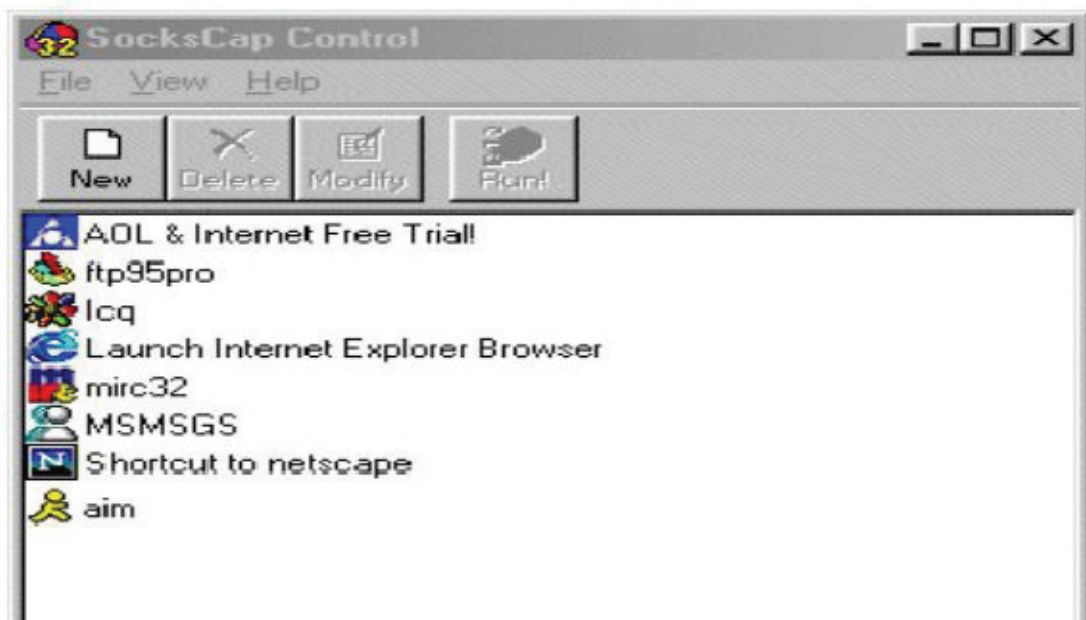 32 SocksCap Control
File View Help
New Delete Modify Run!
AOL & Internet Free Trial!
ftp95pro
Icq
Launch Internet Explorer Browser
mirc32
MSMSGS
N Shortcut to netscape
aim